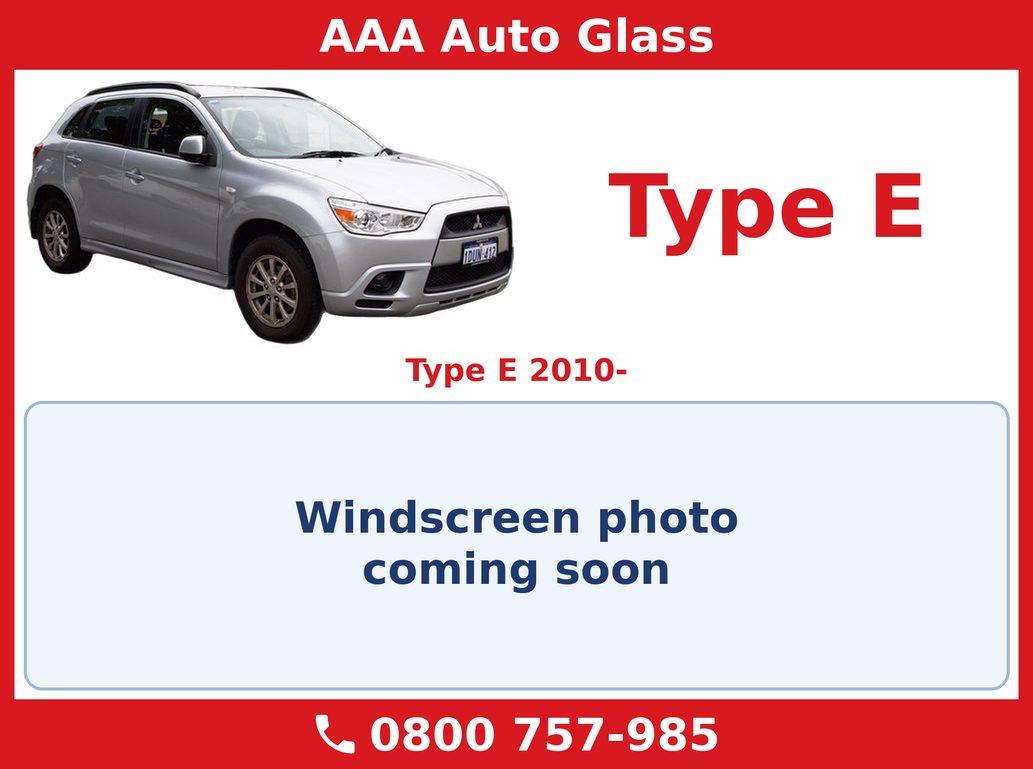 AAA Auto Glass
Type E
Type E 2010-
Windscreen photo
coming soon
0800 757-985